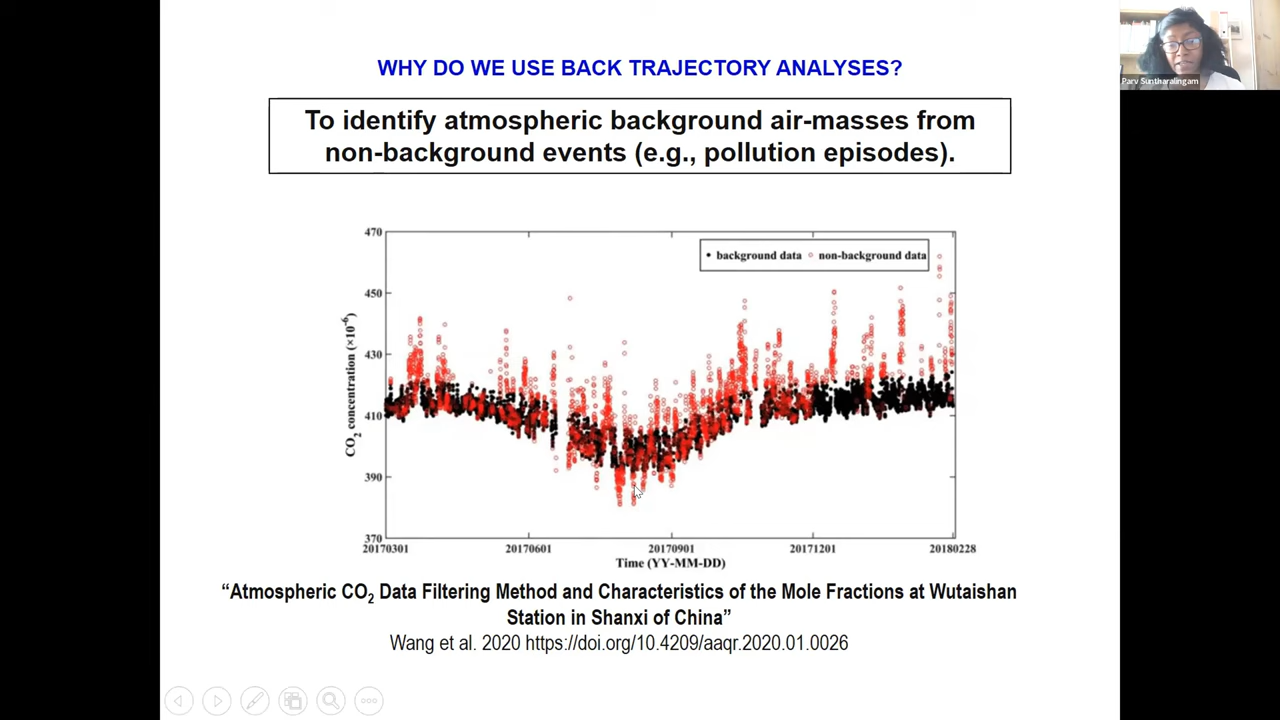 WHY DO WE USE BACK TRAJECTORY ANALYSES?
Parv Suntharalingam
To identify atmospheric background air-masses from
non-background events (e.g., pollution episodes).
470
450
430
410
390
370
CO2 concentration (×10-6)
background data non-background data
20170301 20170601 20170901 20171201 20180228
Time (YY-MM-DD)
“Atmospheric CO2 Data Filtering Method and Characteristics of the Mole Fractions at Wutaishan
Station in Shanxi of China”
Wang et al. 2020 https://doi.org/10.4209/aaqr.2020.01.0026